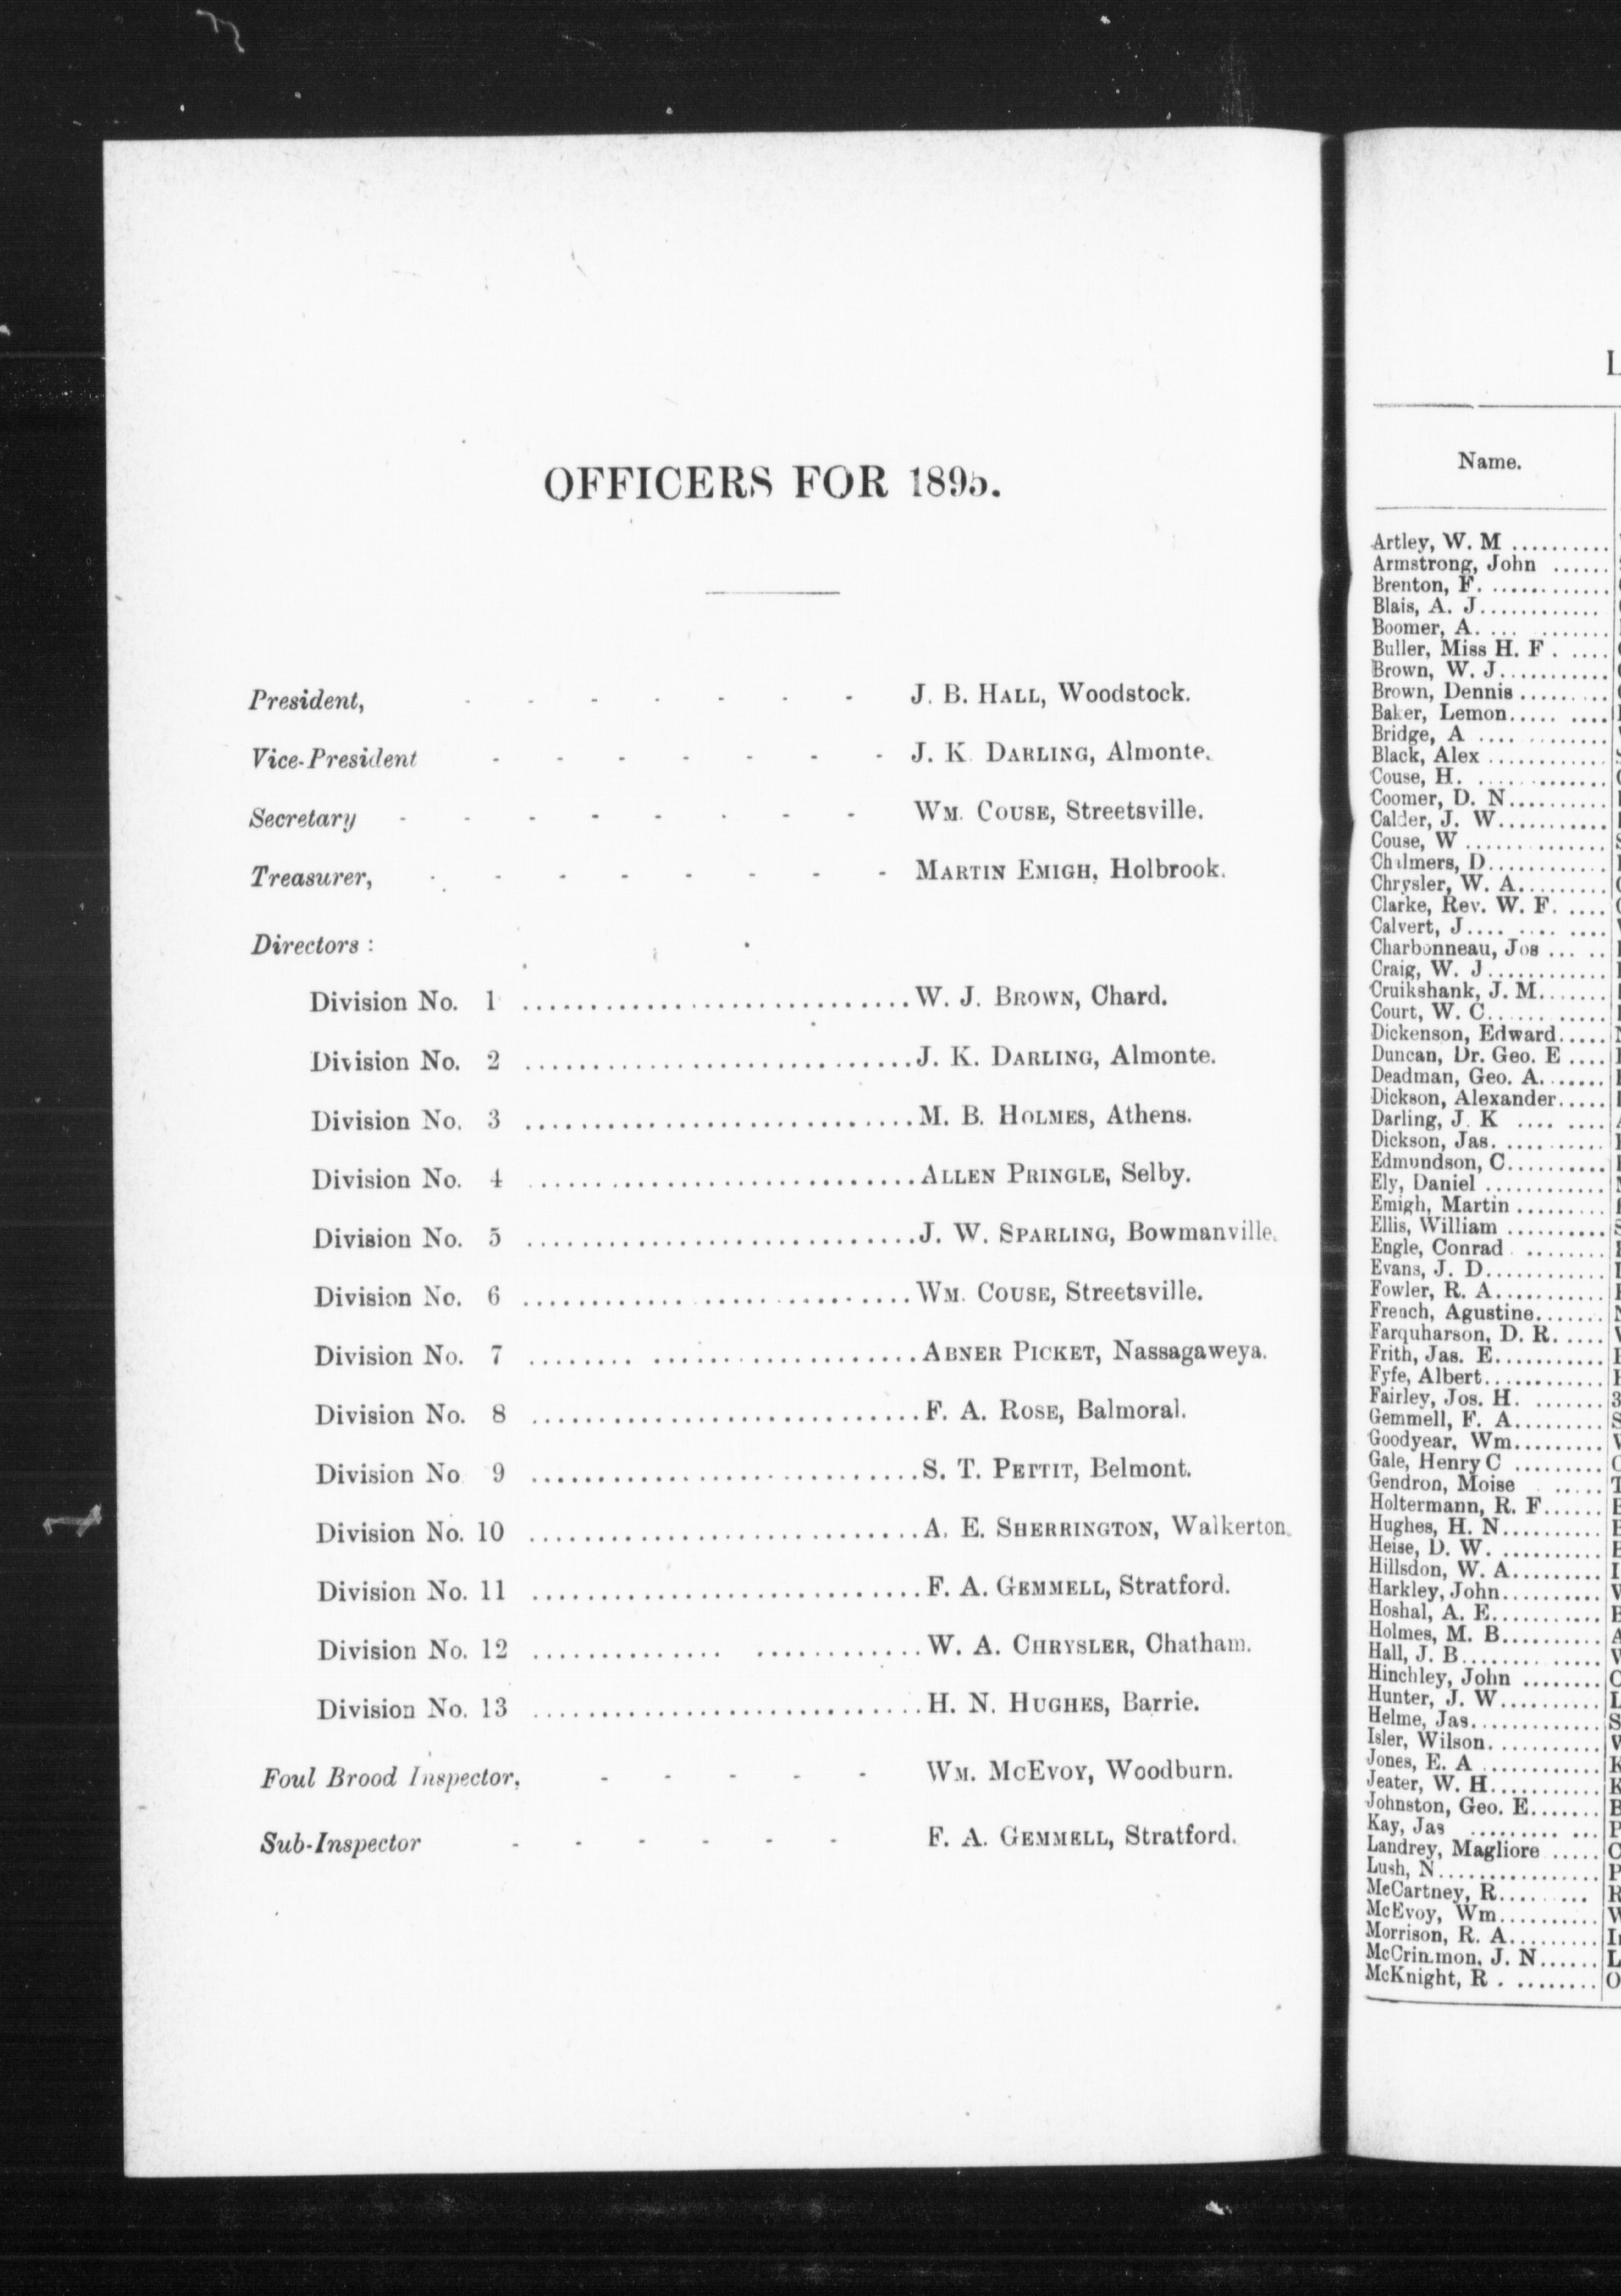 OFFICERS FOR 1895.
President, - - - - - - - J. B. HALL, Woodstock.
Vice-President - - - - - - - J. K. DARLING, Almonte.
Secretary - - - - - - - - WM. COUSE, Streetsville.
Treasurer, - - - - - - - - MARTIN EMIGH, Holbrook.
Directors :
Division No. 1 ............................. W. J. BROWN, Chard.
Division No. 2 ............................. J. K. DARLING, Almonte.
Division No. 3 ............................. M. B. HOLMES, Athens.
Division No. 4 ............................. ALLEN PRINGLE, Selby.
Division No. 5 ............................. J. W. SPARLING, Bowmanville.
Division No. 6 ............................. WM. COUSE, Streetsville.
Division No. 7 ............................. ABNER PICKET, Nassagaweya.
Division No. 8 ............................. F. A. ROSE, Balmoral.
Division No 9 ............................. S. T. PETTIT, Belmont.
Division No. 10 ............................. A. E. SHERRINGTON, Walkerton.
Division No. 11 ............................. F. A. GEMMELL, Stratford.
Division No. 12 ............................. W. A. CHRYSLER, Chatham.
Division No. 13 ............................. H. N. HUGHES, Barrie.
Foul Brood Inspector, - - - - - WM. MCEVOY, Woodburn.
Sub-Inspector - - - - - - F. A. GEMMELL, Stratford.
L
Name.
Artley, W. M ..........
Armstrong, John ......
Brenton, F. ............
Blais, A. J............
Boomer, A. ... .......
Buller, Miss H. F . .....
Brown, W. J...........
Brown, Dennis .........
Baker, Lemon..... ....
Bridge, A .............
Black, Alex ............
Couse, H. .............
Coomer, D. N..........
Calder, J. W...........
Couse, W ..............
Chalmers, D............
Chrysler, W. A.........
Clarke, Rev. W. F. .....
Calvert, J.... .... ....
Charbonneau, Jos ... ..
Craig, W. J............
Cruikshank, J. M.......
Court, W. C...... .....
Dickenson, Edward.....
Duncan, Dr. Geo. E ....
Deadman, Geo. A. ......
Dickson, Alexander.....
Darling, J. K .... ....
Dickson, Jas. ..........
Edmundson, C..........
Ely, Daniel ............
Emigh, Martin .........
Ellis, William ..........
Engle, Conrad ........
Evans, J. D............
Fowler, R. A...........
French, Agustine.......
Farquharson, D. R. .....
Frith, Jas. E...........
Fyfe, Albert............
Fairley, Jos. H. .......
Gemmell, F. A.........
Goodyear, Wm.........
Gale, Henry C .........
Gendron, Moise .....
Holtermann, R. F......
Hughes, H. N..........
Heise, D. W. ..........
Hillsdon, W. A.........
Harkley, John..........
Hoshal, A. E...........
Holmes, M. B..........
Hall, J. B..............
Hinchley, John ........
Hunter, J. W..........
Helme, Jas.............
Isler, Wilson...........
Jones, E. A ............
Jeater, W. H...........
Johnston, Geo. E.......
Kay, Jas ......... ...
Landrey, Magliore .....
Lush, N................
McCartney, R.........
McEvoy, Wm..........
Morrison, R. A.........
McCrimmon, J. N......
McKnight, R . ........